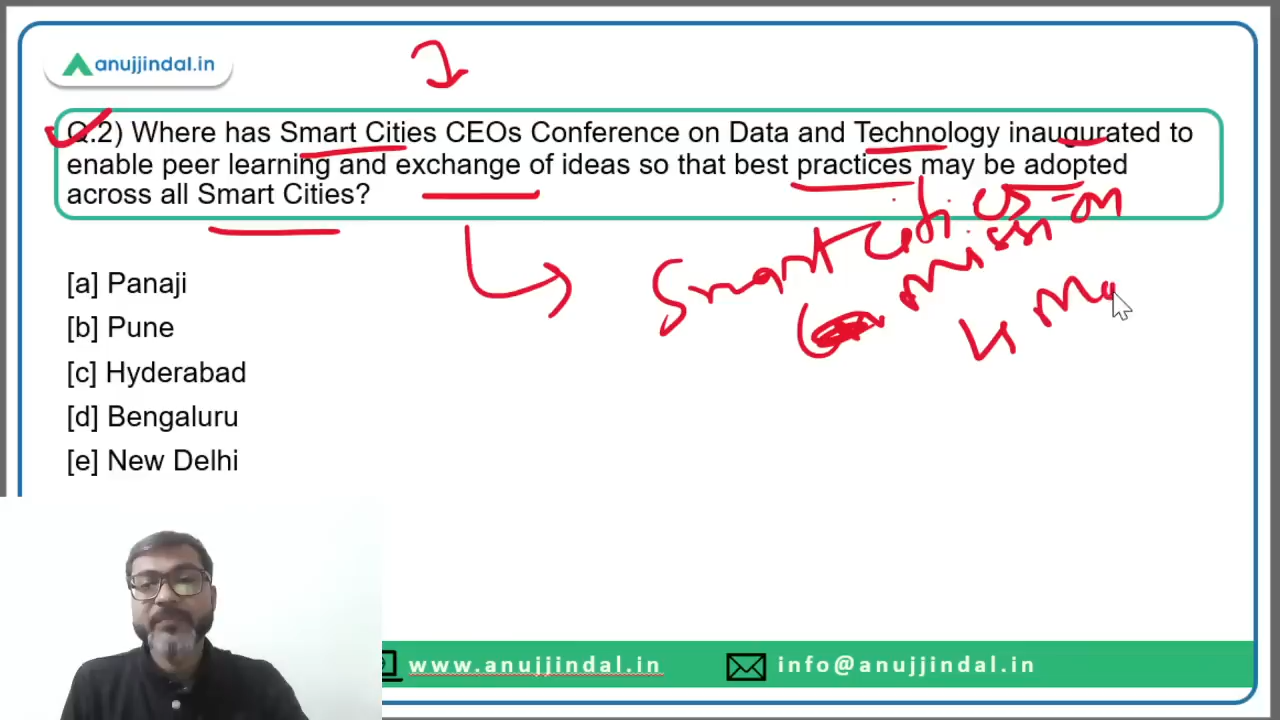 anujjindal.in
Q.2) Where has Smart Cities CEOs Conference on Data and Technology inaugurated to
enable peer learning and exchange of ideas so that best practices may be adopted
across all Smart Cities?
Smart Cities
Mission
[a] Panaji
[b] Pune
[c] Hyderabad
[d] Bengaluru
[e] New Delhi
www.anujjindal.in
info@anujjindal.in